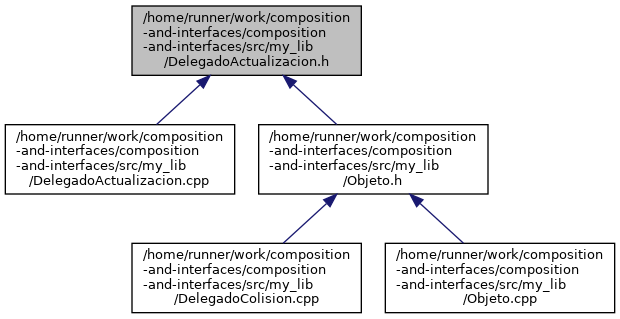 /home/runner/work/composition
-and-interfaces/composition
-and-interfaces/src/my_lib
/DelegadoActualizacion.h
/home/runner/work/composition
-and-interfaces/composition
-and-interfaces/src/my_lib
/DelegadoActualizacion.cpp
/home/runner/work/composition
-and-interfaces/composition
-and-interfaces/src/my_lib
/Objeto.h
/home/runner/work/composition
-and-interfaces/composition
-and-interfaces/src/my_lib
/DelegadoColision.cpp
/home/runner/work/composition
-and-interfaces/composition
-and-interfaces/src/my_lib
/Objeto.cpp